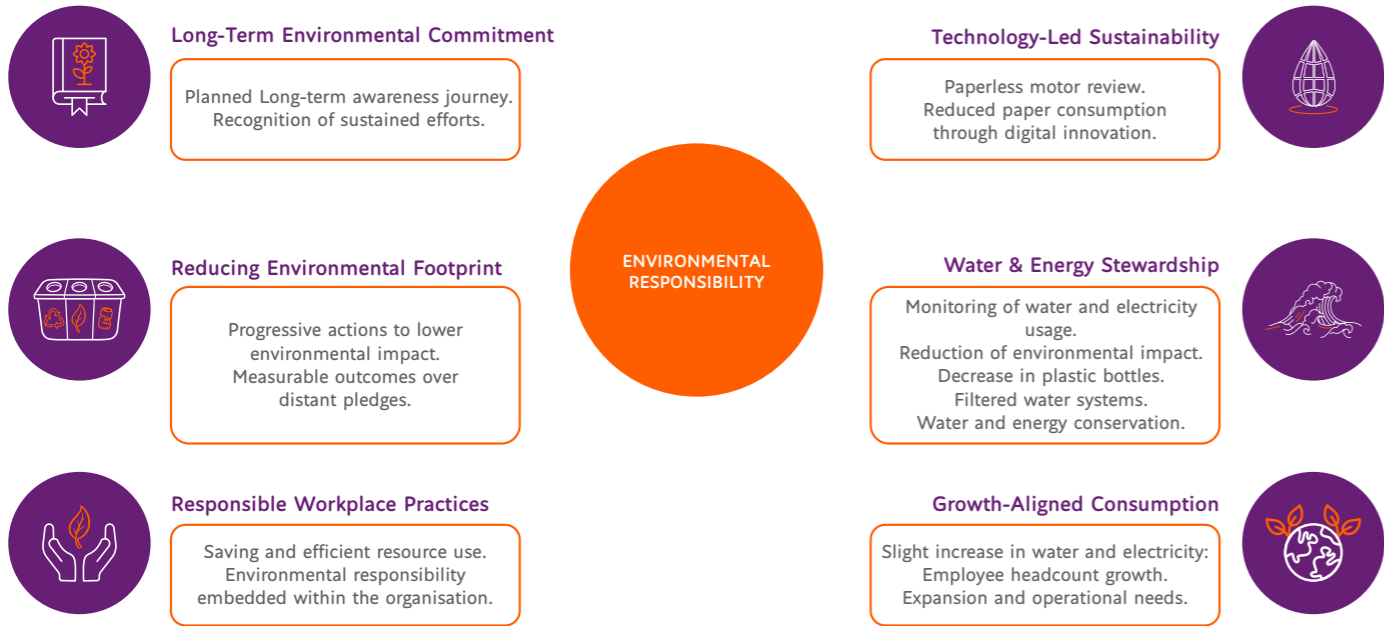 Long-Term Environmental Commitment
Planned Long-term awareness journey.
Recognition of sustained efforts.
Reducing Environmental Footprint
Progressive actions to lower
environmental impact.
Measurable outcomes over
distant pledges.
Responsible Workplace Practices
Saving and efficient resource use.
Environmental responsibility
embedded within the organisation.
ENVIRONMENTAL
RESPONSIBILITY
Technology-Led Sustainability
Paperless motor review.
Reduced paper consumption
through digital innovation.
Water & Energy Stewardship
Monitoring of water and electricity
usage.
Reduction of environmental impact.
Decrease in plastic bottles.
Filtered water systems.
Water and energy conservation.
Growth-Aligned Consumption
Slight increase in water and electricity:
Employee headcount growth.
Expansion and operational needs.